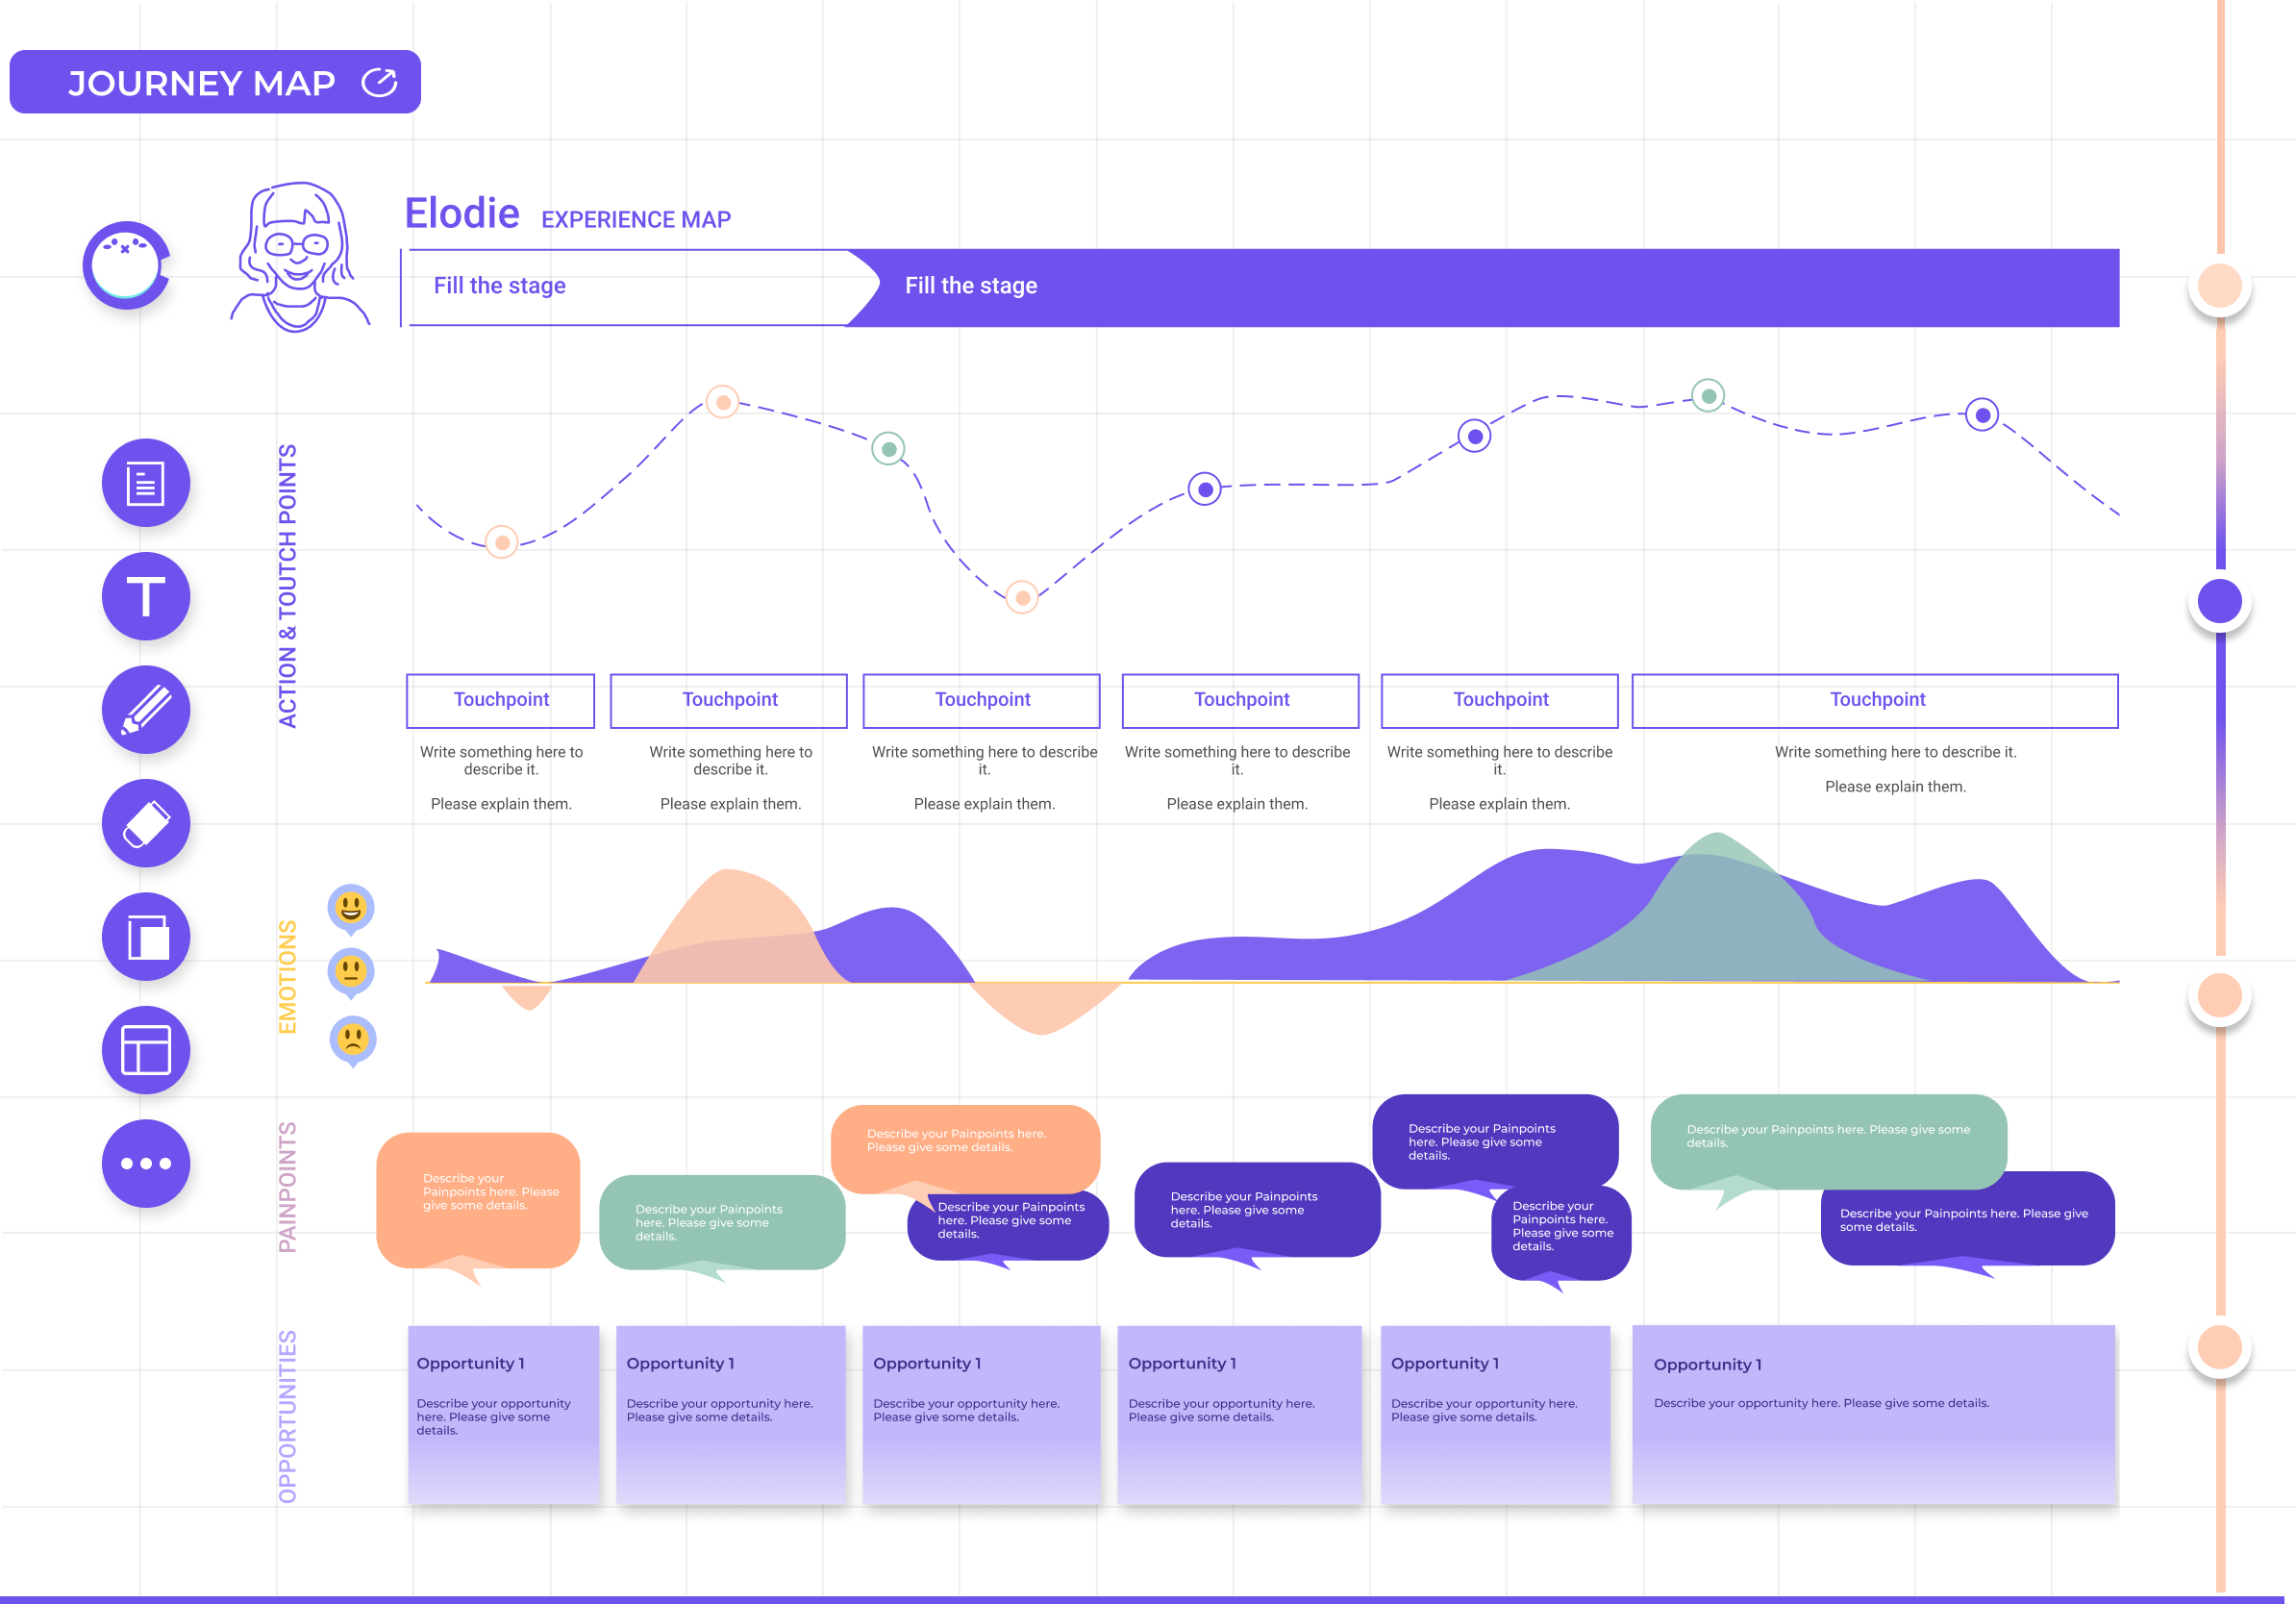 JOURNEY MAP
Elodie EXPERIENCE MAP
Fill the stage
Fill the stage
ACTION & TOUTCH POINTS
T
Touchpoint
Touchpoint
Touchpoint
Touchpoint
Touchpoint
Touchpoint
Write something here to
describe it.
Please explain them.
Write something here to
describe it.
Please explain them.
Write something here to describe
it.
Please explain them.
Write something here to describe
it.
Please explain them.
Write something here to describe
it.
Please explain them.
Write something here to describe it.
Please explain them.
EMOTIONS
PAINPOINTS
Describe your
Painpoints here. Please
give some details.
Describe your Painpoints
here. Please give some
details.
Describe your Painpoints here.
Please give some details.
Describe your Painpoints
here. Please give some
details.
Describe your Painpoints
here. Please give some
details.
Describe your Painpoints
here. Please give some
details.
Describe your
Painpoints here.
Please give some
details.
Describe your Painpoints here. Please give some
details.
Describe your Painpoints here. Please give
some details.
OPPORTUNITIES
Opportunity 1
Describe your opportunity
here. Please give some
details.
Opportunity 1
Describe your opportunity here.
Please give some details.
Opportunity 1
Describe your opportunity here.
Please give some details.
Opportunity 1
Describe your opportunity here.
Please give some details.
Opportunity 1
Describe your opportunity here.
Please give some details.
Opportunity 1
Describe your opportunity here. Please give some details.